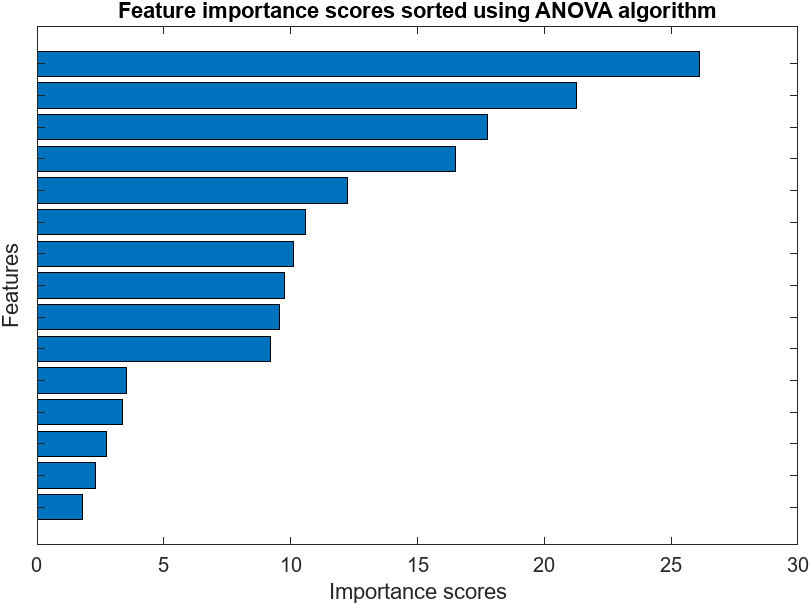 Feature importance scores sorted using ANOVA algorithm
Features
0 5 10 15 20 25 30
Importance scores